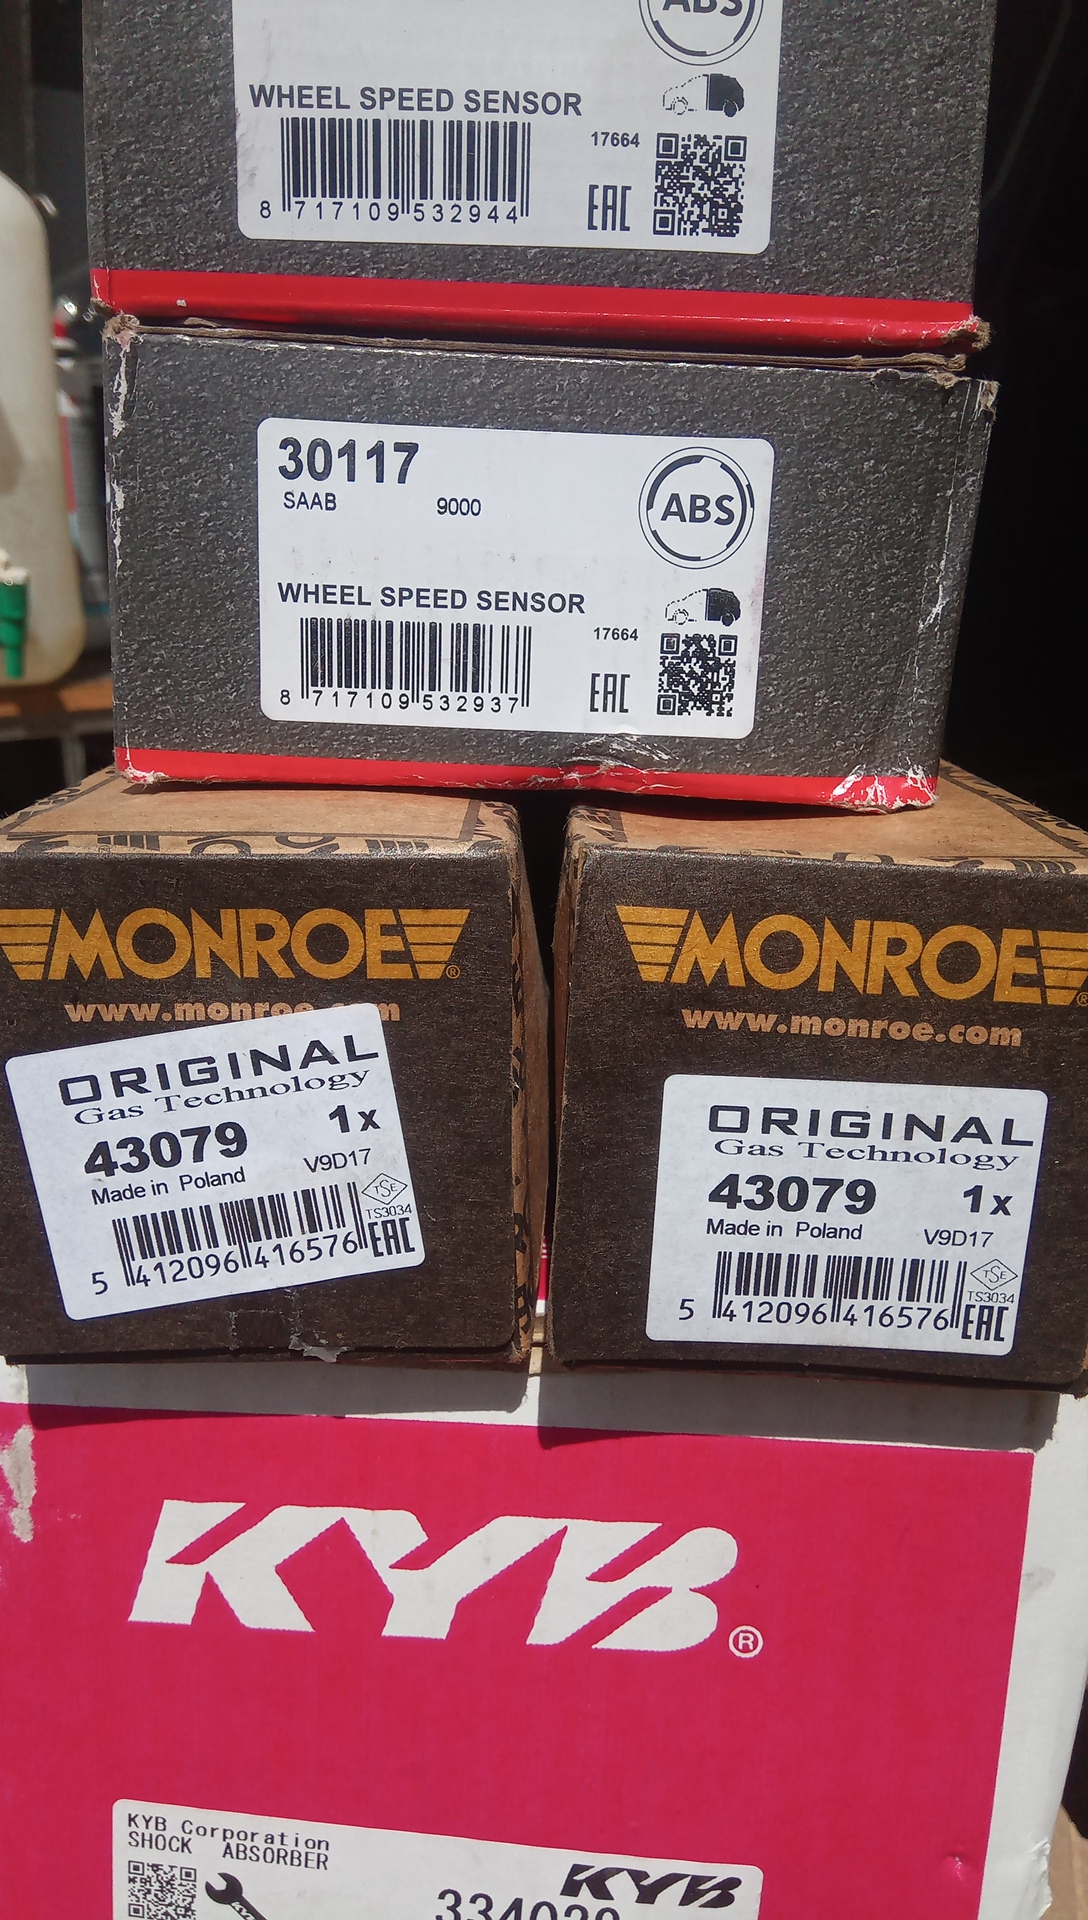 ABS
WHEEL SPEED SENSOR
17664
8 717109 532944
EAC
30117
SAAB 9000
ABS
WHEEL SPEED SENSOR
17664
8 717109 532937
EAC
MONROE®
www.monroe.com
ORIGINAL
Gas Technology
43079 1x
Made in Poland V9D17
TSE
TS3034
5 412096 416576
EAC
MONROE®
www.monroe.com
ORIGINAL
Gas Technology
43079 1x
Made in Poland V9D17
TSE
TS3034
5 412096 416576
EAC
KYB®
KYB Corporation
SHOCK ABSORBER
KYB
KYB